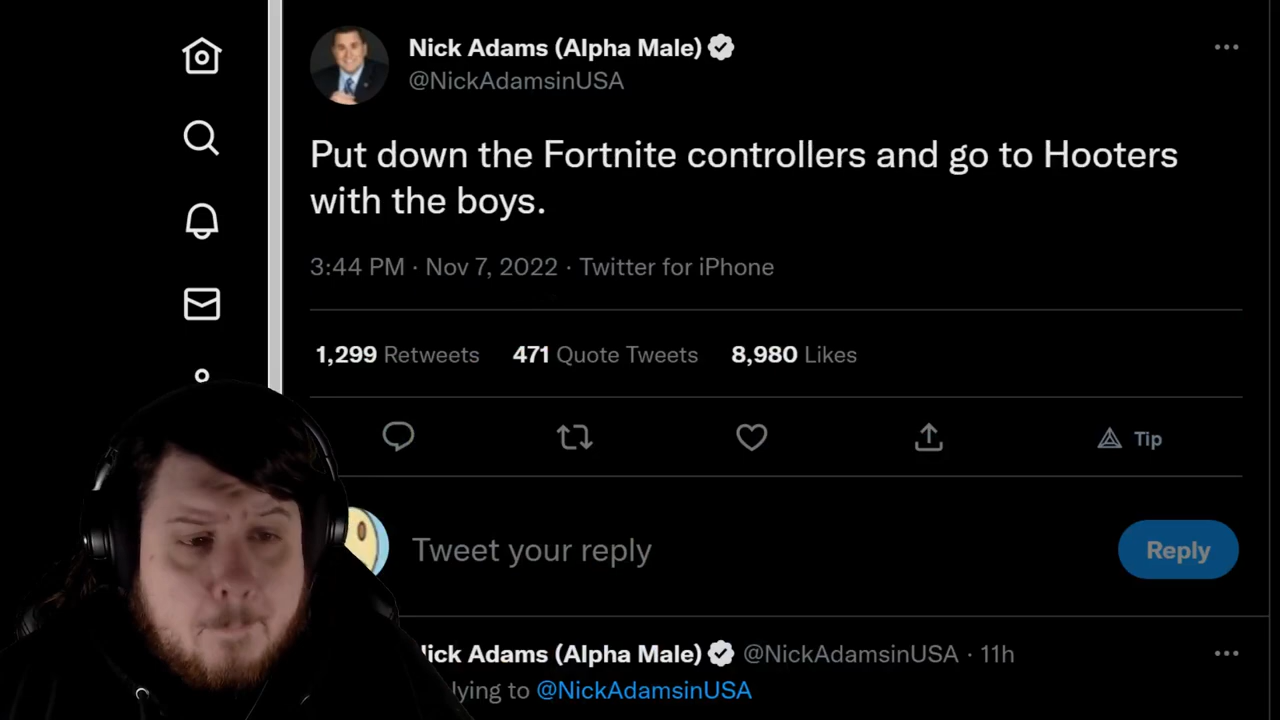 Nick Adams (Alpha Male)
@NickAdamsinUSA
Put down the Fortnite controllers and go to Hooters
with the boys.
3:44 PM · Nov 7, 2022 · Twitter for iPhone
1,299 Retweets 471 Quote Tweets 8,980 Likes
Tip
Tweet your reply
Reply
Nick Adams (Alpha Male) @NickAdamsinUSA · 11h
lying to @NickAdamsinUSA